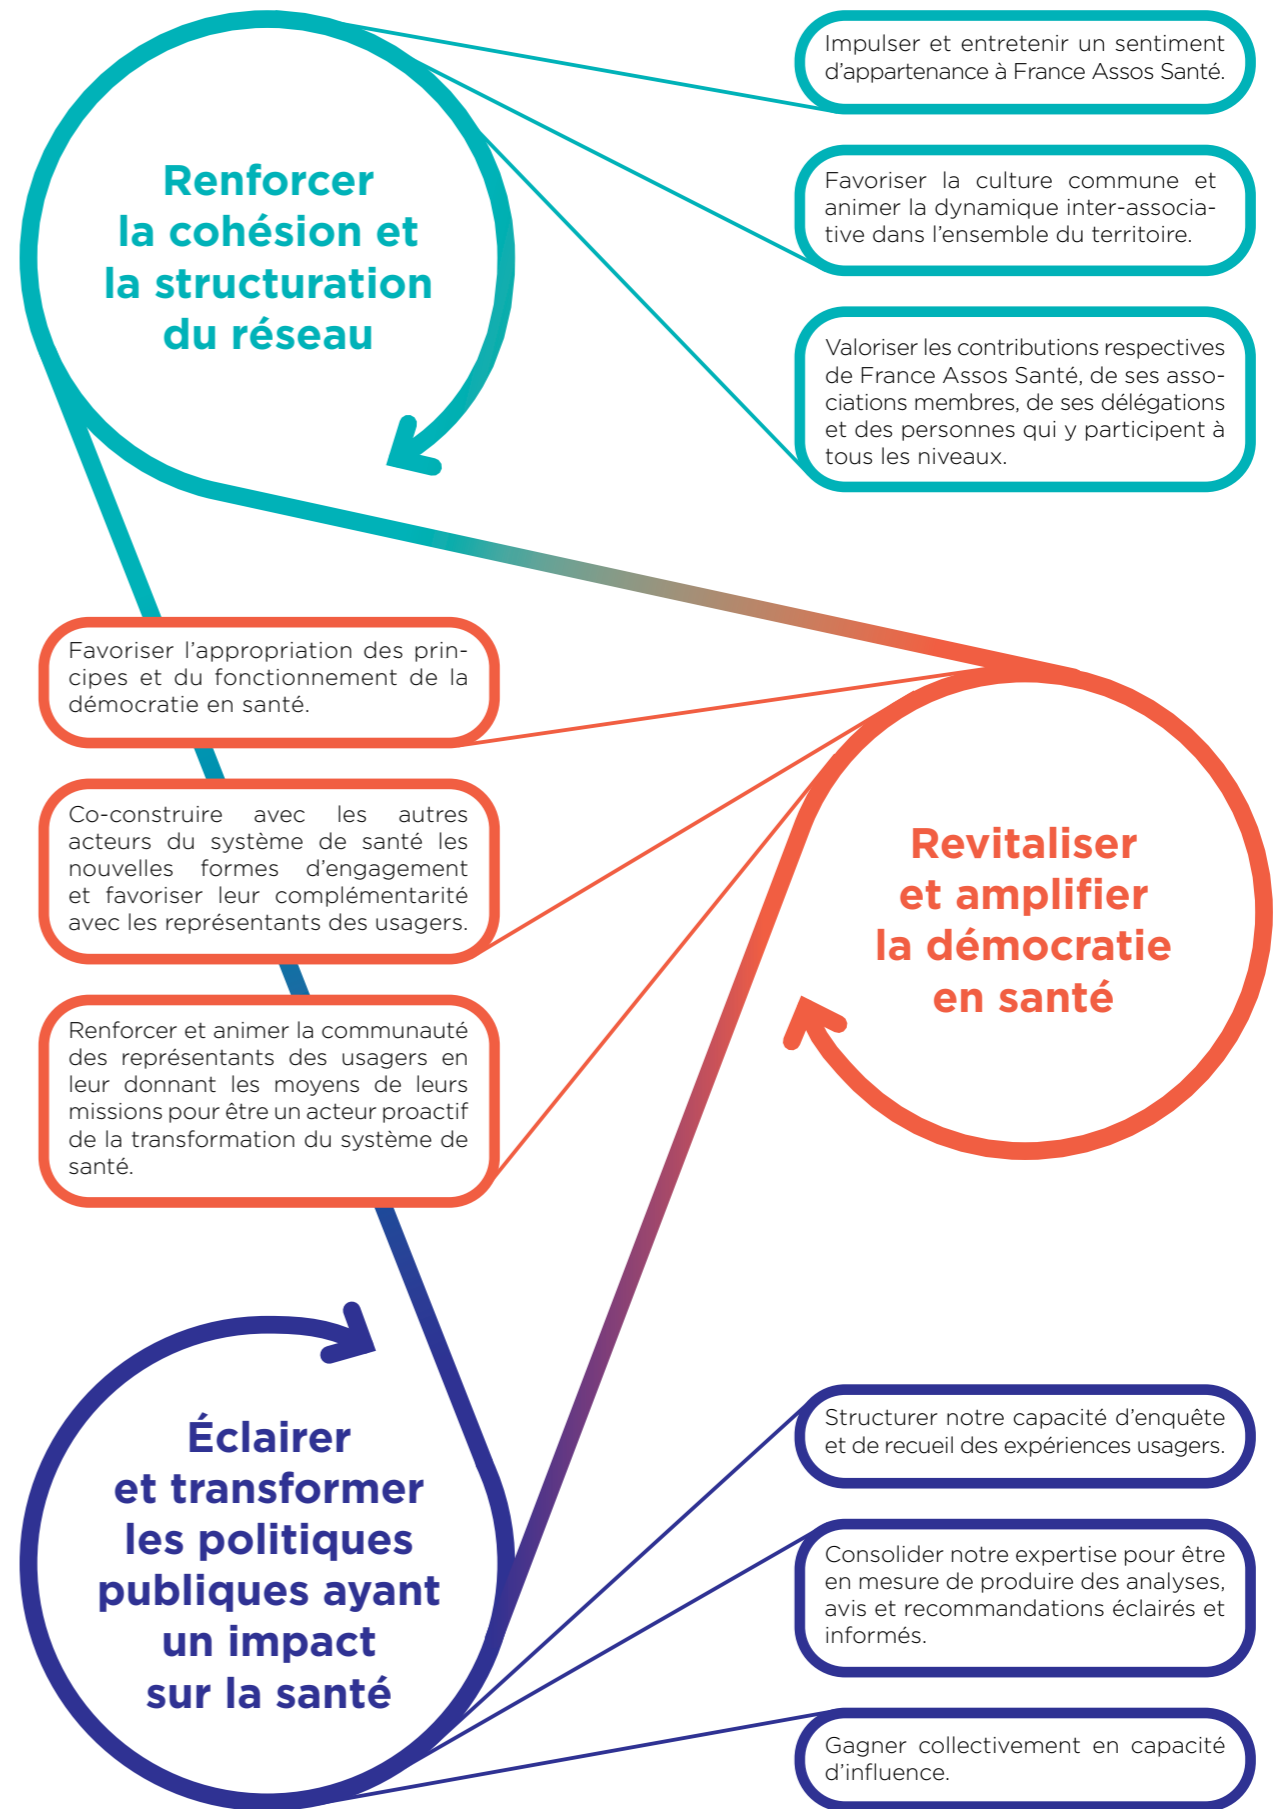 Renforcer
la cohésion et
la structuration
du réseau
Impulser et entretenir un sentiment
d’appartenance à France Assos Santé.
Favoriser la culture commune et
animer la dynamique inter-associa-
tive dans l’ensemble du territoire.
Valoriser les contributions respectives
de France Assos Santé, de ses asso-
ciations membres, de ses délégations
et des personnes qui y participent à
tous les niveaux.
Revitaliser
et amplifier
la démocratie
en santé
Favoriser l’appropriation des prin-
cipes et du fonctionnement de la
démocratie en santé.
Co-construire avec les autres
acteurs du système de santé les
nouvelles formes d’engagement
et favoriser leur complémentarité
avec les représentants des usagers.
Renforcer et animer la communauté
des représentants des usagers en
leur donnant les moyens de leurs
missions pour être un acteur proactif
de la transformation du système de
santé.
Éclairer
et transformer
les politiques
publiques ayant
un impact
sur la santé
Structurer notre capacité d’enquête
et de recueil des expériences usagers.
Consolider notre expertise pour être
en mesure de produire des analyses,
avis et recommandations éclairés et
informés.
Gagner collectivement en capacité
d’influence.